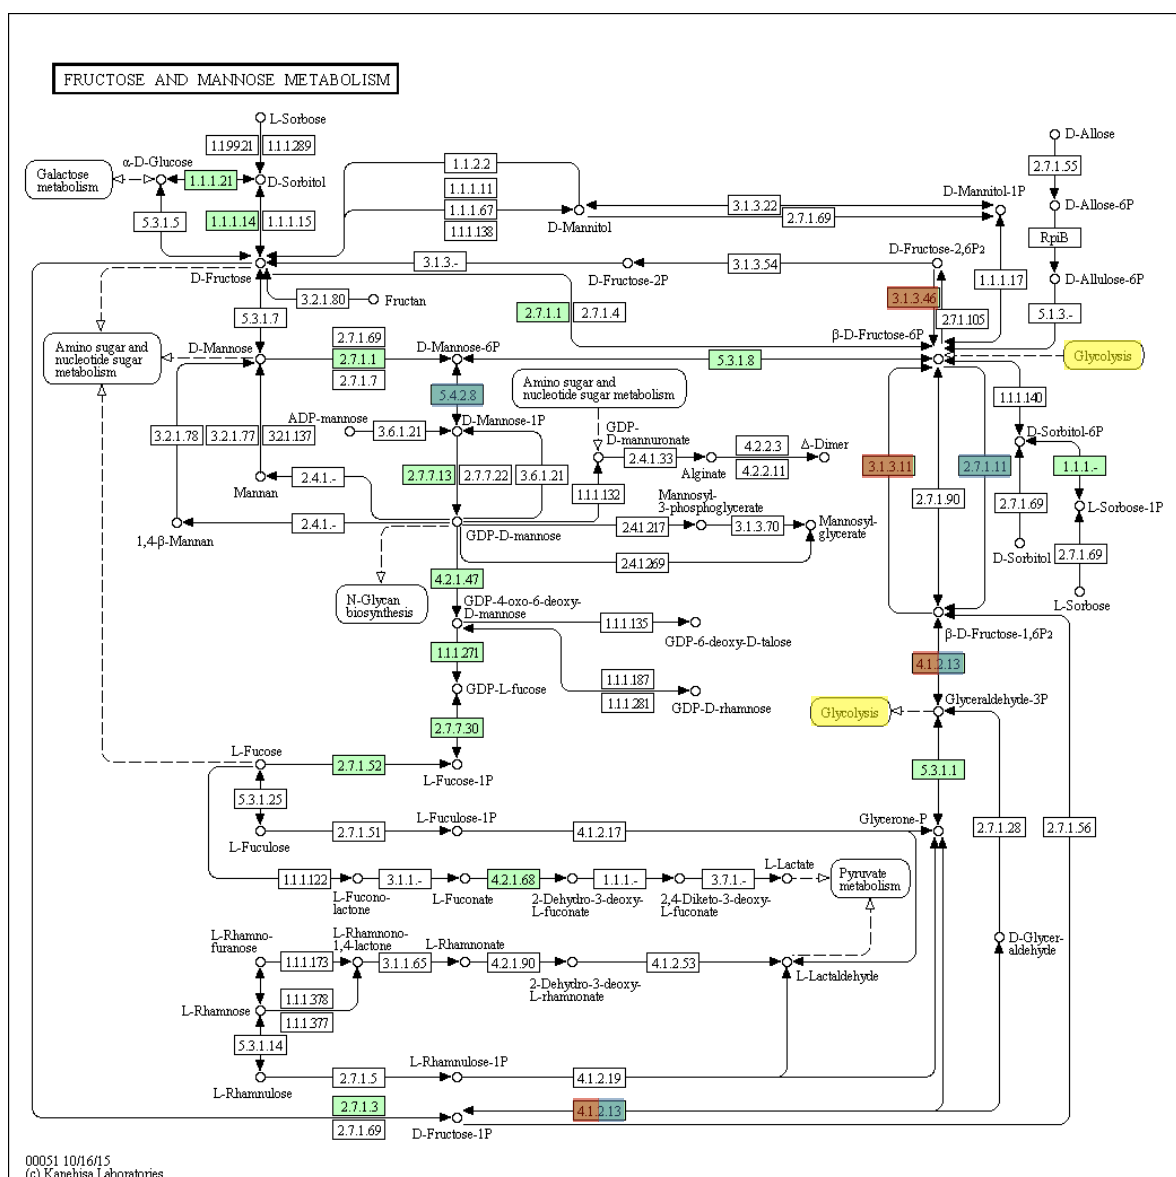 FRUCTOSE AND MANNOSE METABOLISM
L-Sorbose
1.1.99.21
1.1.1.289
D-Allose
α-D-Glucose
Galactose
metabolism
1.1.1.21
D-Sorbitol
1.1.2.2
2.7.1.55
1.1.1.11
D-Mannitol-1P
5.3.1.5
1.1.1.14
1.1.1.15
1.1.1.67
3.1.3.22
D-Allose-6P
1.1.1.138
D-Mannitol
2.7.1.69
RpiB
D-Fructose-2,6P2
D-Fructose
3.1.3.-
D-Fructose-2P
3.1.3.54
1.1.1.17
D-Allulose-6P
3.2.1.80
Fructan
3.1.3.46
2.7.1.1
2.7.1.4
5.3.1.7
2.7.1.105
5.1.3.-
2.7.1.69
β-D-Fructose-6P
Amino sugar and
nucleotide sugar
metabolism
D-Mannose
2.7.1.1
D-Mannose-6P
5.3.1.8
Glycolysis
2.7.1.7
5.4.2.8
Amino sugar and
nucleotide sugar metabolism
1.1.1.140
ADP-mannose
D-Mannose-1P
GDP-
D-mannuronate
D-Sorbitol-6P
3.2.1.78
3.2.1.77
3.2.1.137
3.6.1.21
4.2.2.3
Δ-Dimer
2.4.1.33
Alginate
4.2.2.11
3.1.3.11
2.7.1.11
1.1.1.-
Mannan
2.4.1.-
2.7.7.13
2.7.7.22
3.6.1.21
1.1.1.132
Mannosyl-
3-phosphoglycerate
2.7.1.90
2.7.1.69
L-Sorbose-1P
1,4-β-Mannan
2.4.1.-
GDP-D-mannose
2.4.1.217
3.1.3.70
Mannosyl-
glycerate
D-Sorbitol
2.7.1.69
2.4.1.269
4.2.1.47
N-Glycan
biosynthesis
GDP-4-oxo-6-deoxy-
D-mannose
L-Sorbose
1.1.1.135
GDP-6-deoxy-D-talose
β-D-Fructose-1,6P2
1.1.1.271
4.1.2.13
1.1.1.187
GDP-L-fucose
1.1.1.281
GDP-D-rhamnose
Glyceraldehyde-3P
Glycolysis
2.7.7.30
L-Fucose
2.7.1.52
L-Fucose-1P
5.3.1.1
5.3.1.25
L-Fuculose-1P
Glycerone-P
L-Fuculose
2.7.1.51
4.1.2.17
2.7.1.28
2.7.1.56
L-Lactate
Pyruvate
metabolism
1.1.1.122
3.1.1.-
4.2.1.68
1.1.1.-
3.7.1.-
L-Fucono-
lactone
L-Fuconate
2-Dehydro-3-deoxy-
L-fuconate
2,4-Diketo-3-deoxy-
L-fuconate
L-Rhamno-
furanose
L-Rhamnono-
1,4-lactone
L-Rhamnonate
D-Glycer-
aldehyde
1.1.1.173
3.1.1.65
4.2.1.90
4.1.2.53
L-Lactaldehyde
2-Dehydro-3-deoxy-
L-rhamnonate
L-Rhamnose
1.1.1.378
1.1.1.377
5.3.1.14
L-Rhamnulose-1P
L-Rhamnulose
2.7.1.5
4.1.2.19
2.7.1.3
4.1.2.13
2.7.1.69
D-Fructose-1P
00051 10/16/15
(c) Kanehisa Laboratories